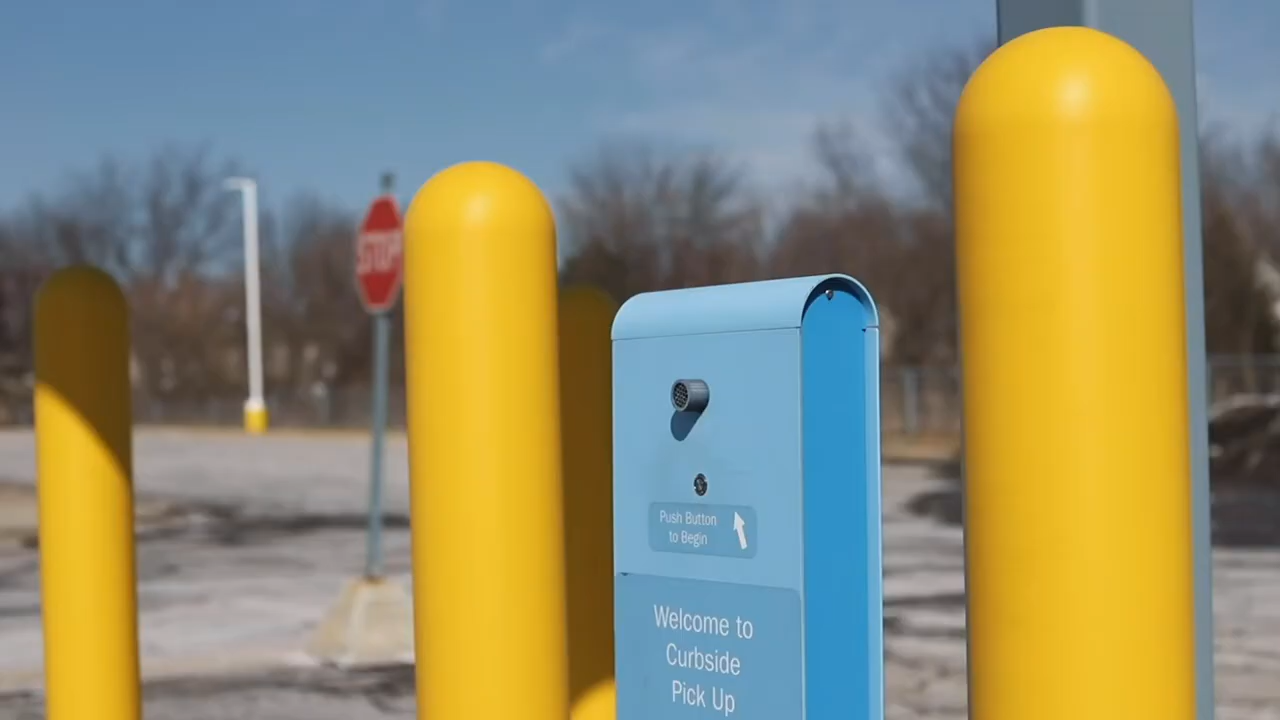 STOP
Push Button
to Begin
Welcome to
Curbside
Pick Up